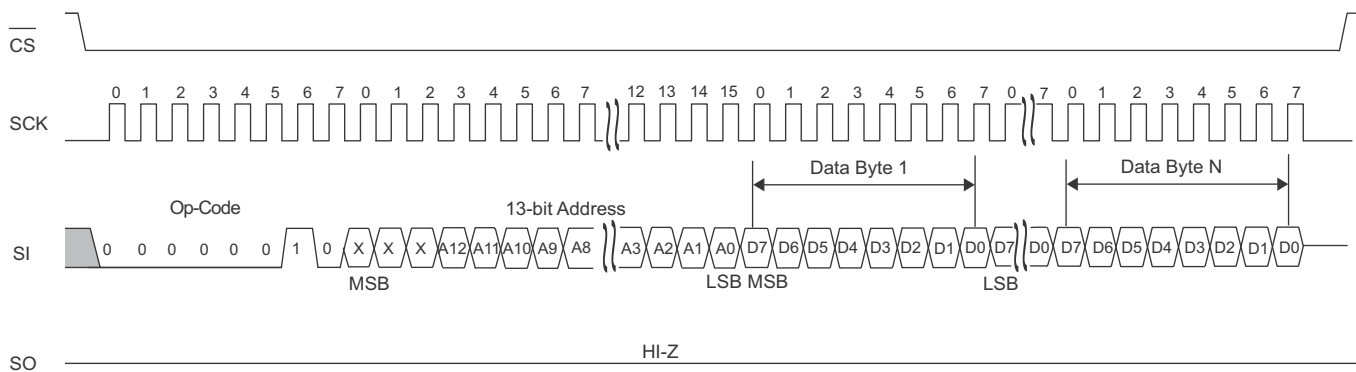 CS
0 1 2 3 4 5 6 7 0 1 2 3 4 5 6 7 12 13 14 15 0 1 2 3 4 5 6 7 0 7 0 1 2 3 4 5 6 7
SCK
Data Byte 1 Data Byte N
Op-Code 13-bit Address
SI 0 0 0 0 0 0 1 0 X X X A12 A11 A10 A9 A8 A3 A2 A1 A0 D7 D6 D5 D4 D3 D2 D1 D0 D7 D0 D7 D6 D5 D4 D3 D2 D1 D0
MSB LSB MSB LSB
HI-Z
SO